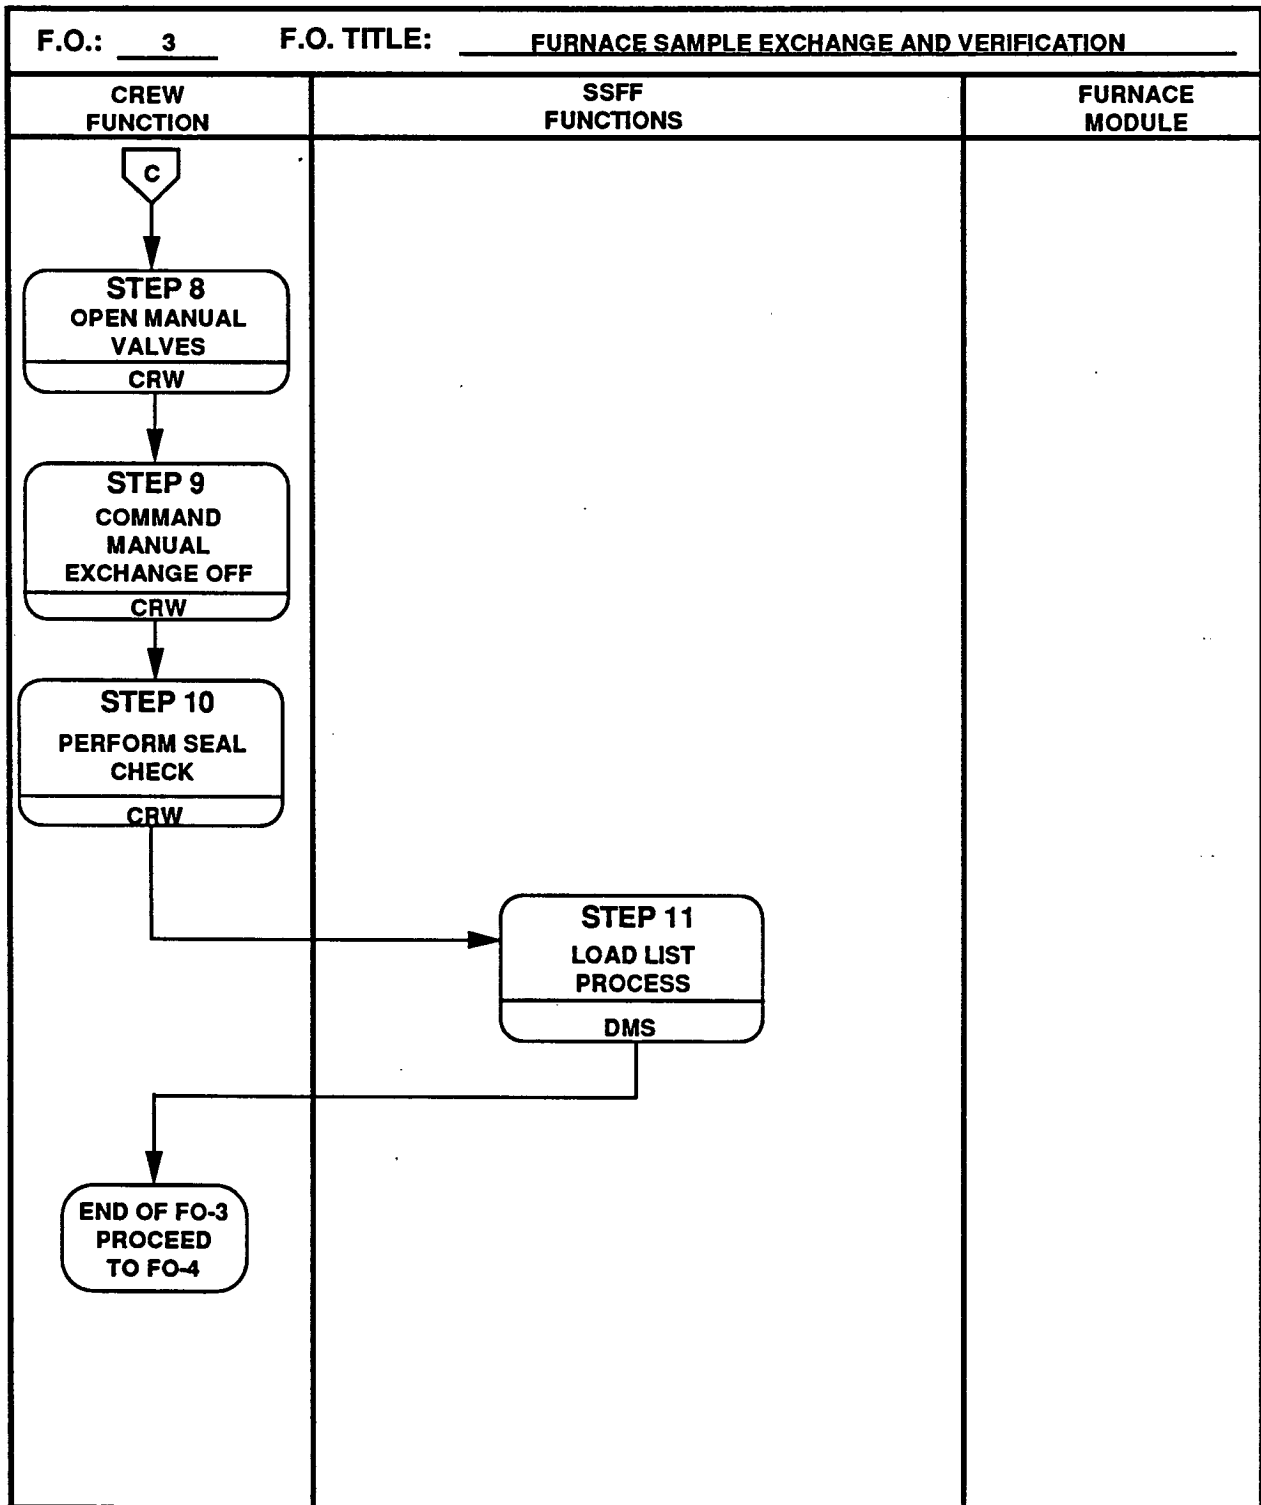 F.O.: 3 F.O. TITLE: FURNACE SAMPLE EXCHANGE AND VERIFICATION
CREW
FUNCTION
SSFF
FUNCTIONS
FURNACE
MODULE
C
STEP 8
OPEN MANUAL
VALVES
CRW
STEP 9
COMMAND
MANUAL
EXCHANGE OFF
CRW
STEP 10
PERFORM SEAL
CHECK
CRW
STEP 11
LOAD LIST
PROCESS
DMS
END OF FO-3
PROCEED
TO FO-4